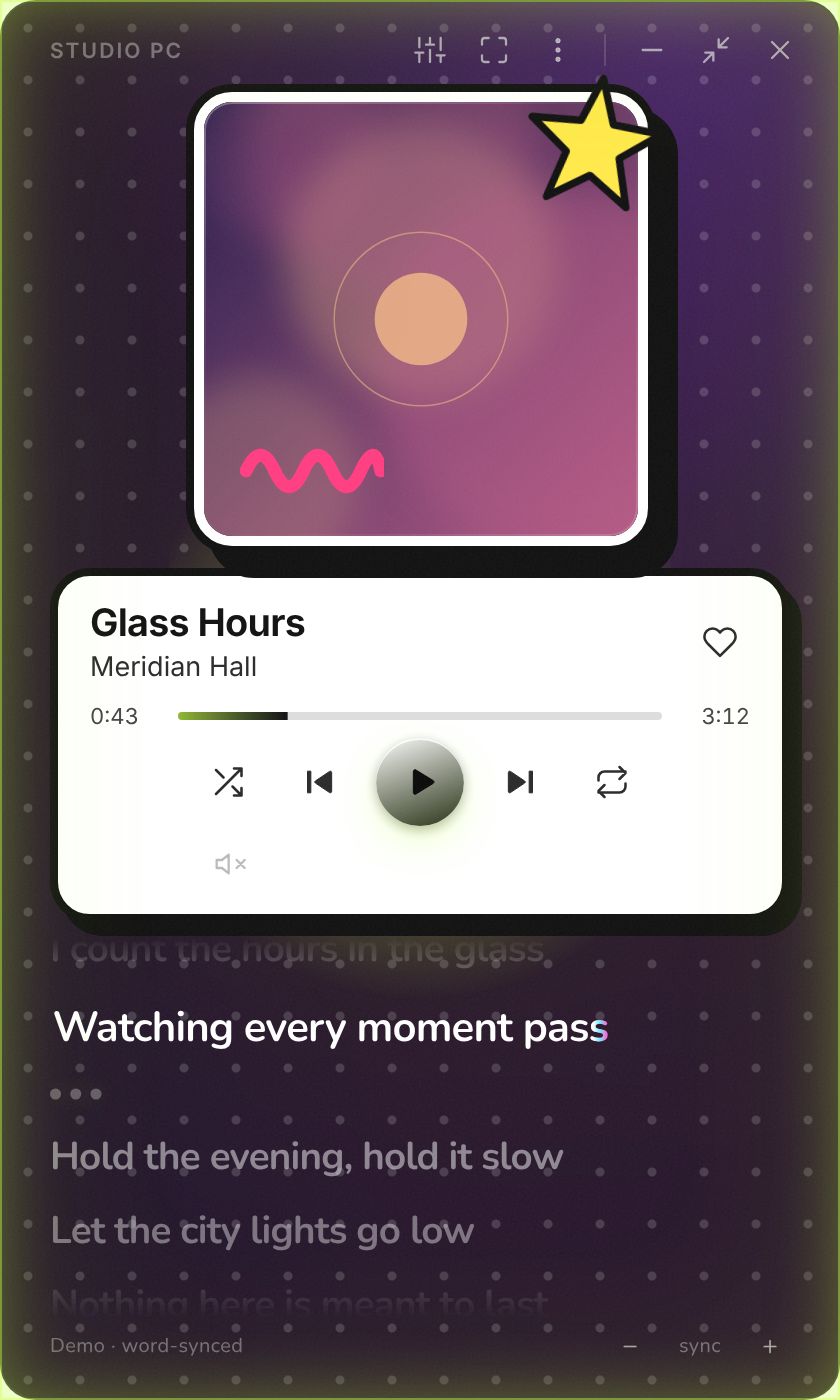 STUDIO PC
Glass Hours
Meridian Hall
0:43
3:12
I count the hours in the glass
Watching every moment pass
Hold the evening, hold it slow
Let the city lights go low
Nothing here is meant to last
Demo · word-synced
− sync +